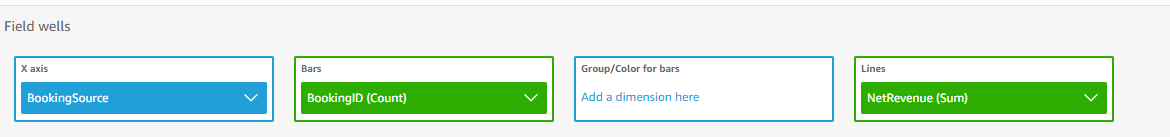 Field wells
X axis
BookingSource
Bars
BookingID (Count)
Group/Color for bars
Add a dimension here
Lines
NetRevenue (Sum)